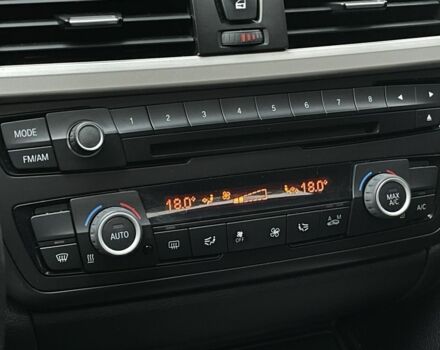 MODE 1 2 3 4 5 6 7 8
FM/AM
18.0° 18.0°
AUTO MAX A/C A/C
OFF A M